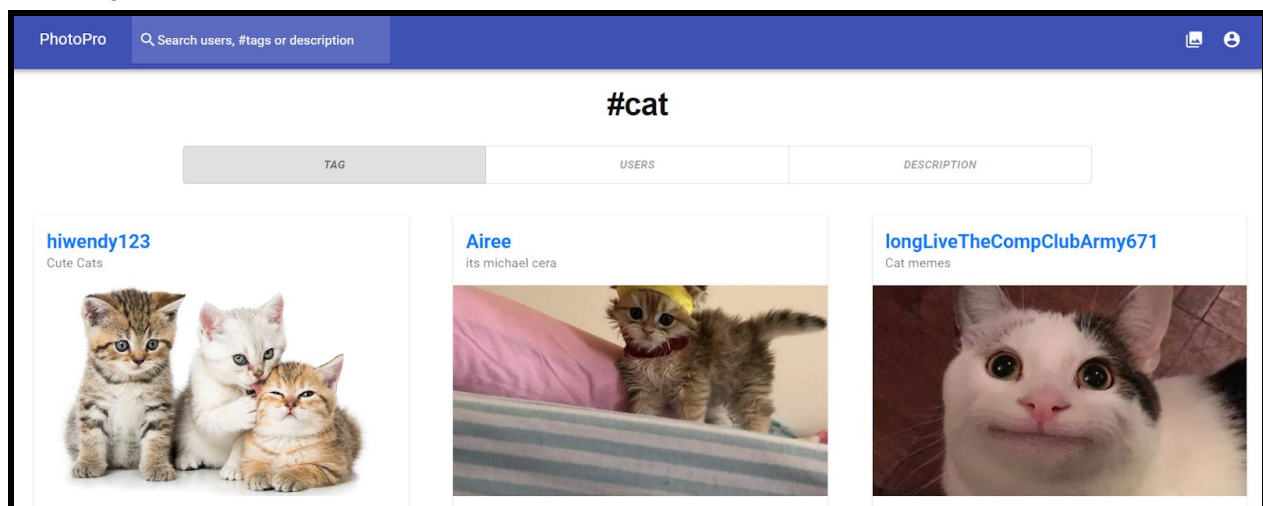 PhotoPro
Search users, #tags or description
#cat
TAG
USERS
DESCRIPTION
hiwendy123
Cute Cats
Airee
its michael cera
longLiveTheCompClubArmy671
Cat memes